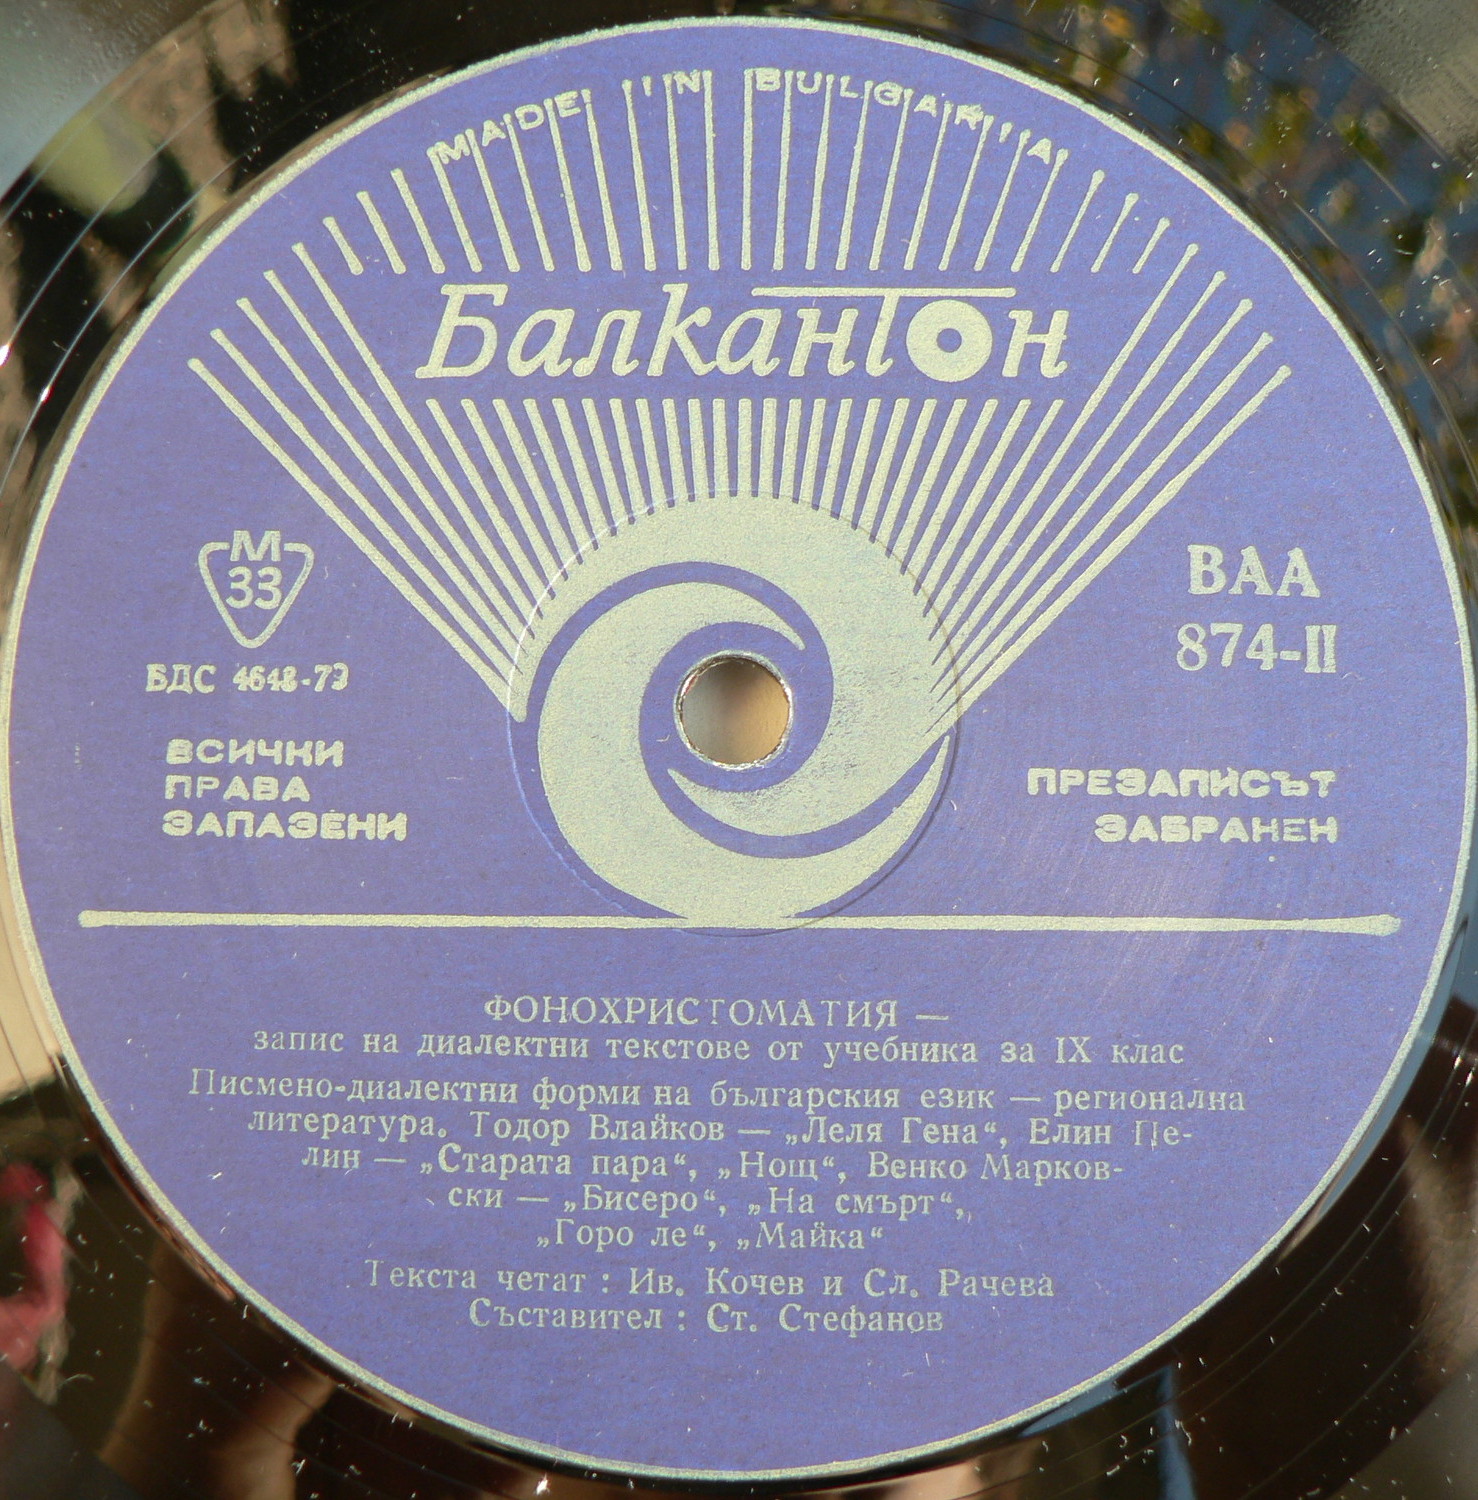 MADE IN BULGARIA
Балкантон
М
33
БДС 4648-79
ВСИЧКИ
ПРАВА
ЗАПАЗЕНИ
ВАА
874-II
ПРЕЗАПИСЪТ
ЗАБРАНЕН
ФОНОХРИСТОМАТИЯ —
запис на диалектни текстове от учебника за IX клас
Писмено-диалектни форми на българския език — регионална
литература. Тодор Влайков — „Леля Гена“, Елин Пе-
лин — „Старата пара“, „Нощ“, Венко Марков-
ски — „Бисеро“, „На смърт“,
„Горо ле“, „Майка“
Текста четат : Ив. Кочев и Сл. Рачева
Съставител : Ст. Стефанов